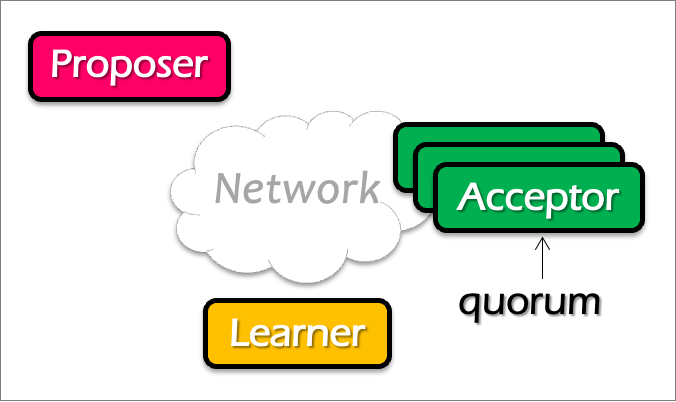 Proposer
Network
Acceptor
quorum
Learner